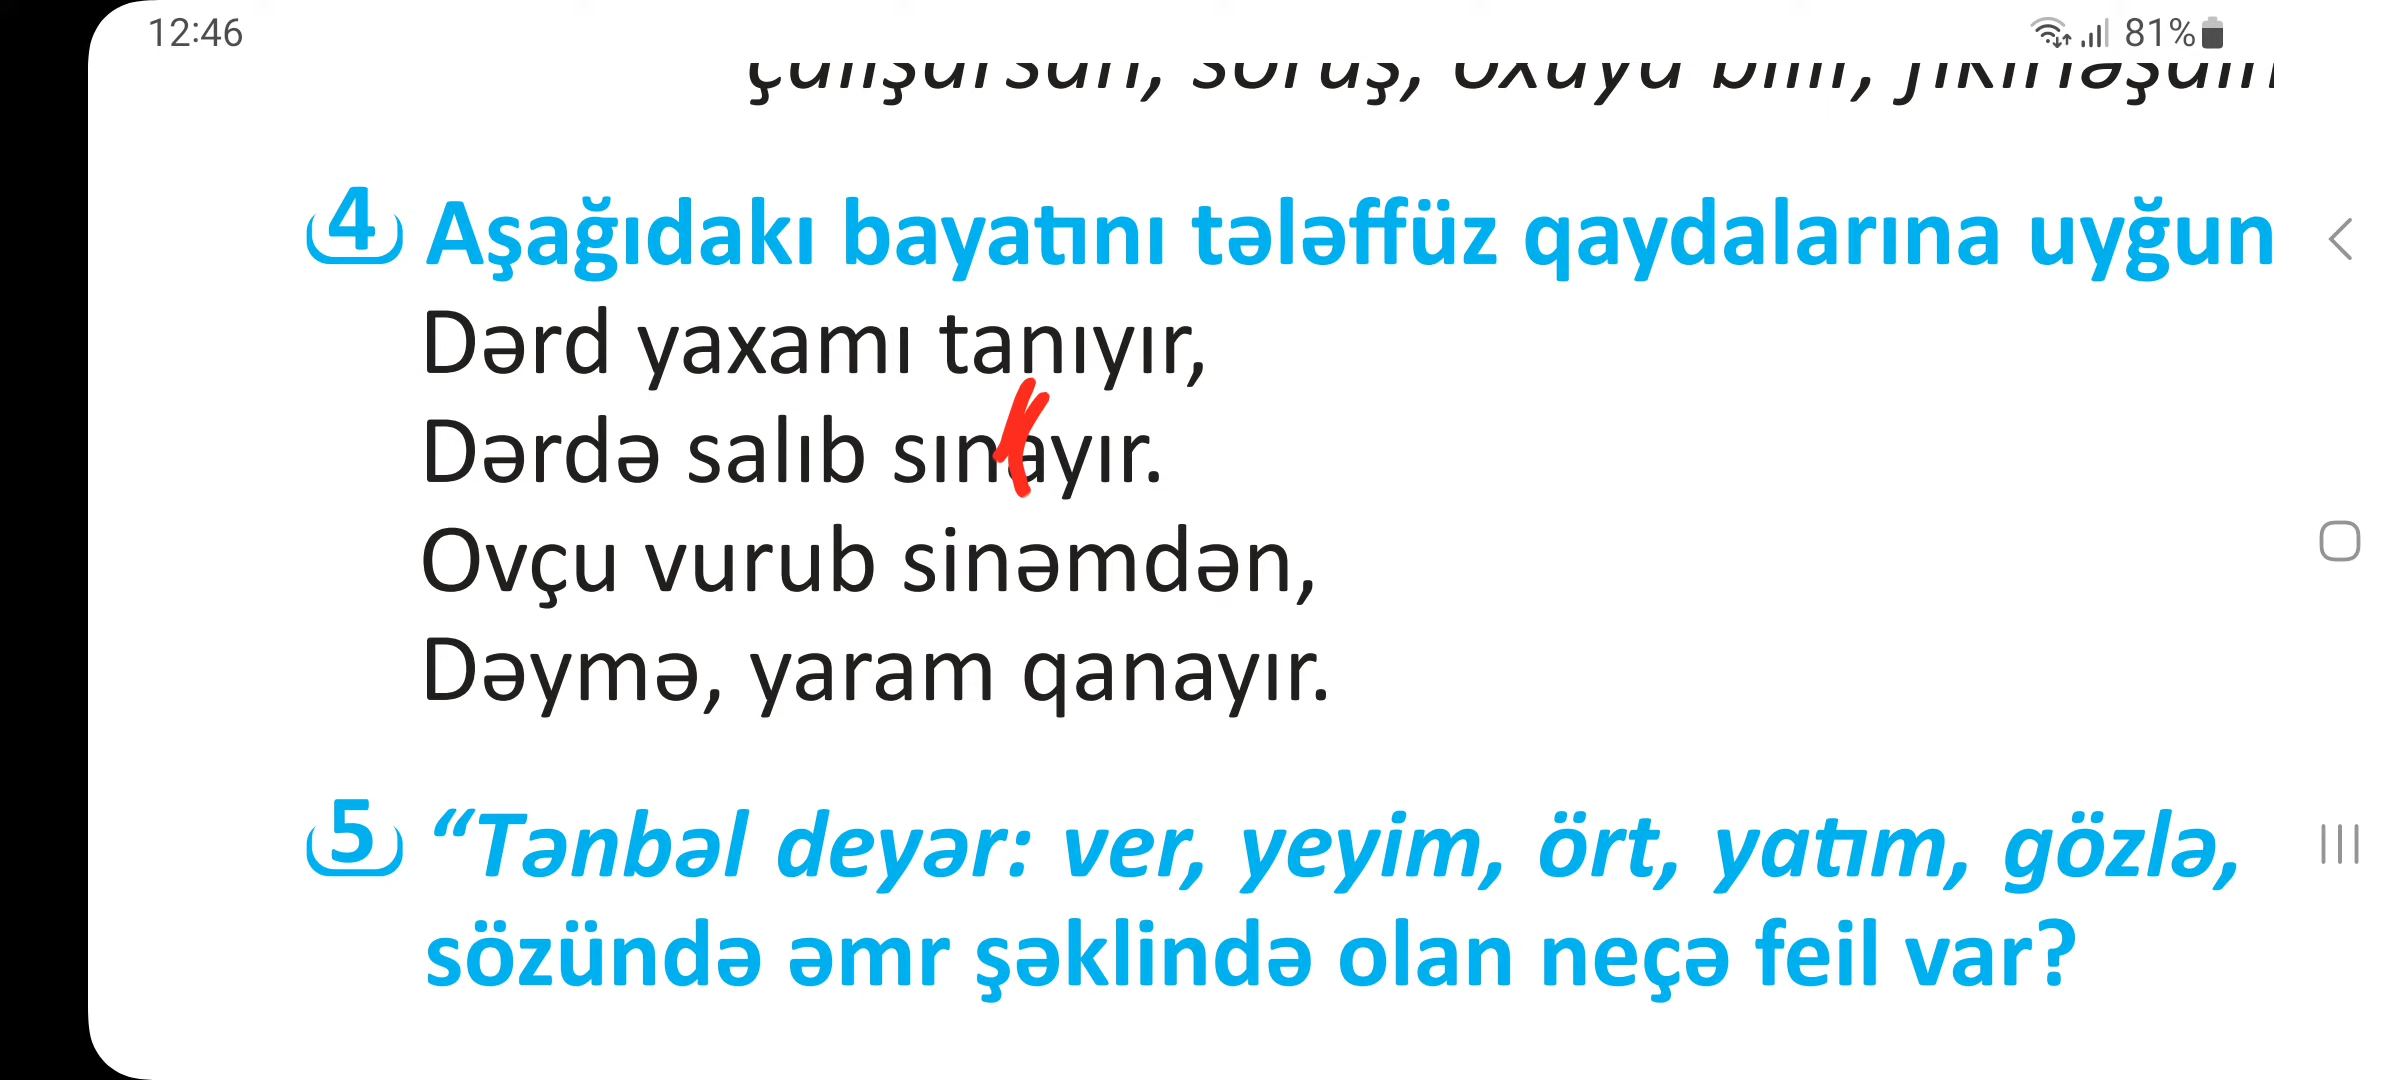 12:46 81%
4 Aşağıdakı bayatını tələffüz qaydalarına uyğun
Dərd yaxamı tanıyır,
Dərdə salıb sınayır.
Ovçu vurub sinəmdən,
Dəymə, yaram qanayır.
5 “Tənbəl deyər: ver, yeyim, ört, yatım, gözlə,
sözündə əmr şəklində olan neçə feil var?